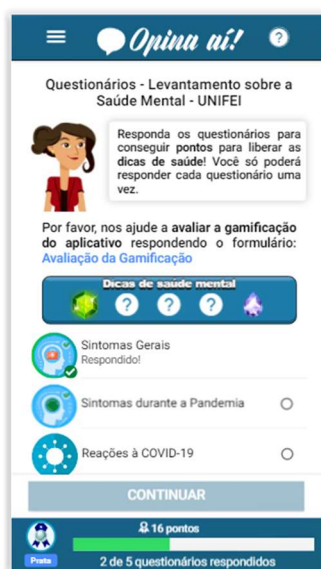 Opina aí!
?
Questionários - Levantamento sobre a
Saúde Mental - UNIFEI
Responda os questionários para
conseguir pontos para liberar as
dicas de saúde! Você só poderá
responder cada questionário uma
vez.
Por favor, nos ajude a avaliar a gamificação
do aplicativo respondendo o formulário:
Avaliação da Gamificação
Dicas de saúde mental
? ? ?
Sintomas Gerais
Respondido!
Sintomas durante a Pandemia
Reações à COVID-19
CONTINUAR
16 pontos
Prata
2 de 5 questionários respondidos